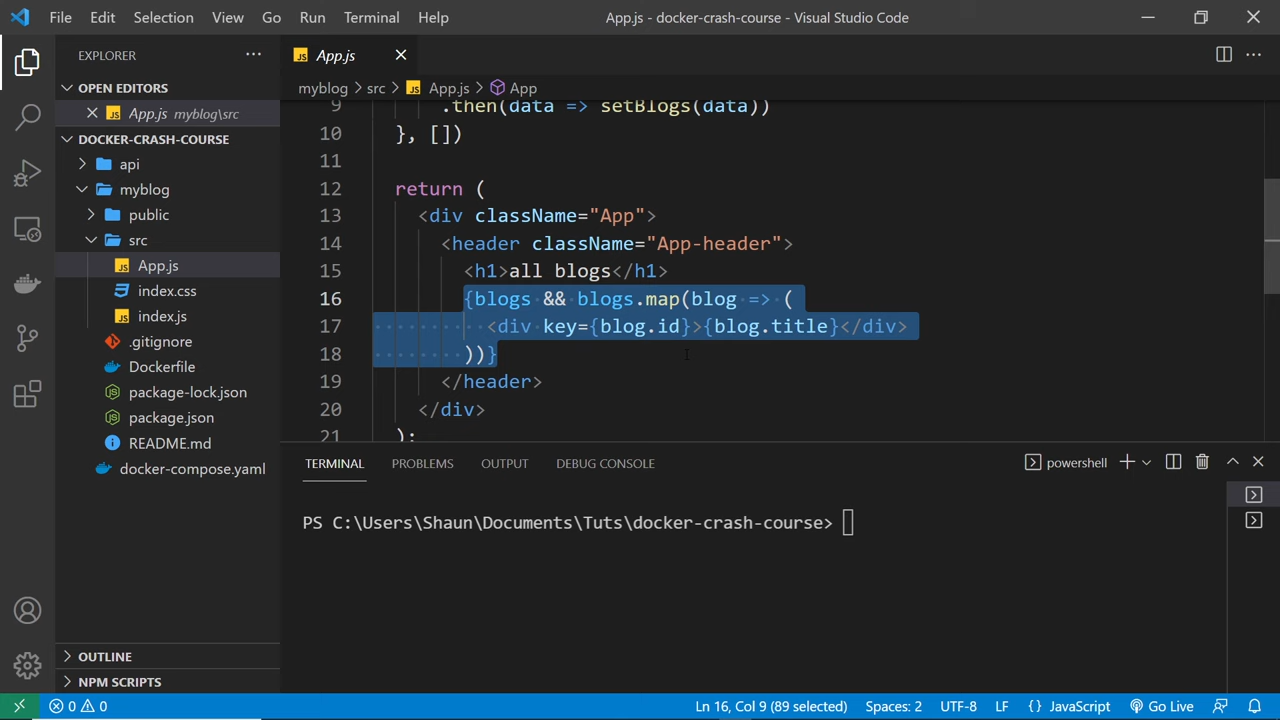 File Edit Selection View Go Run Terminal Help App.js - docker-crash-course - Visual Studio Code
EXPLORER
OPEN EDITORS
App.js myblog\src
DOCKER-CRASH-COURSE
api
myblog
public
src
App.js
index.css
index.js
.gitignore
Dockerfile
package-lock.json
package.json
README.md
docker-compose.yaml
OUTLINE
NPM SCRIPTS
App.js
myblog > src > App.js > App
9 .then(data => setBlogs(data))
10 }, [])
11
12 return (
13 <div className="App">
14 <header className="App-header">
15 <h1>all blogs</h1>
16 {blogs && blogs.map(blog => (
17 <div key={blog.id}>{blog.title}</div>
18 ))}
19 </header>
20 </div>
21 );
TERMINAL PROBLEMS OUTPUT DEBUG CONSOLE powershell
PS C:\Users\Shaun\Documents\Tuts\docker-crash-course>
0 0 Ln 16, Col 9 (89 selected) Spaces: 2 UTF-8 LF {} JavaScript Go Live